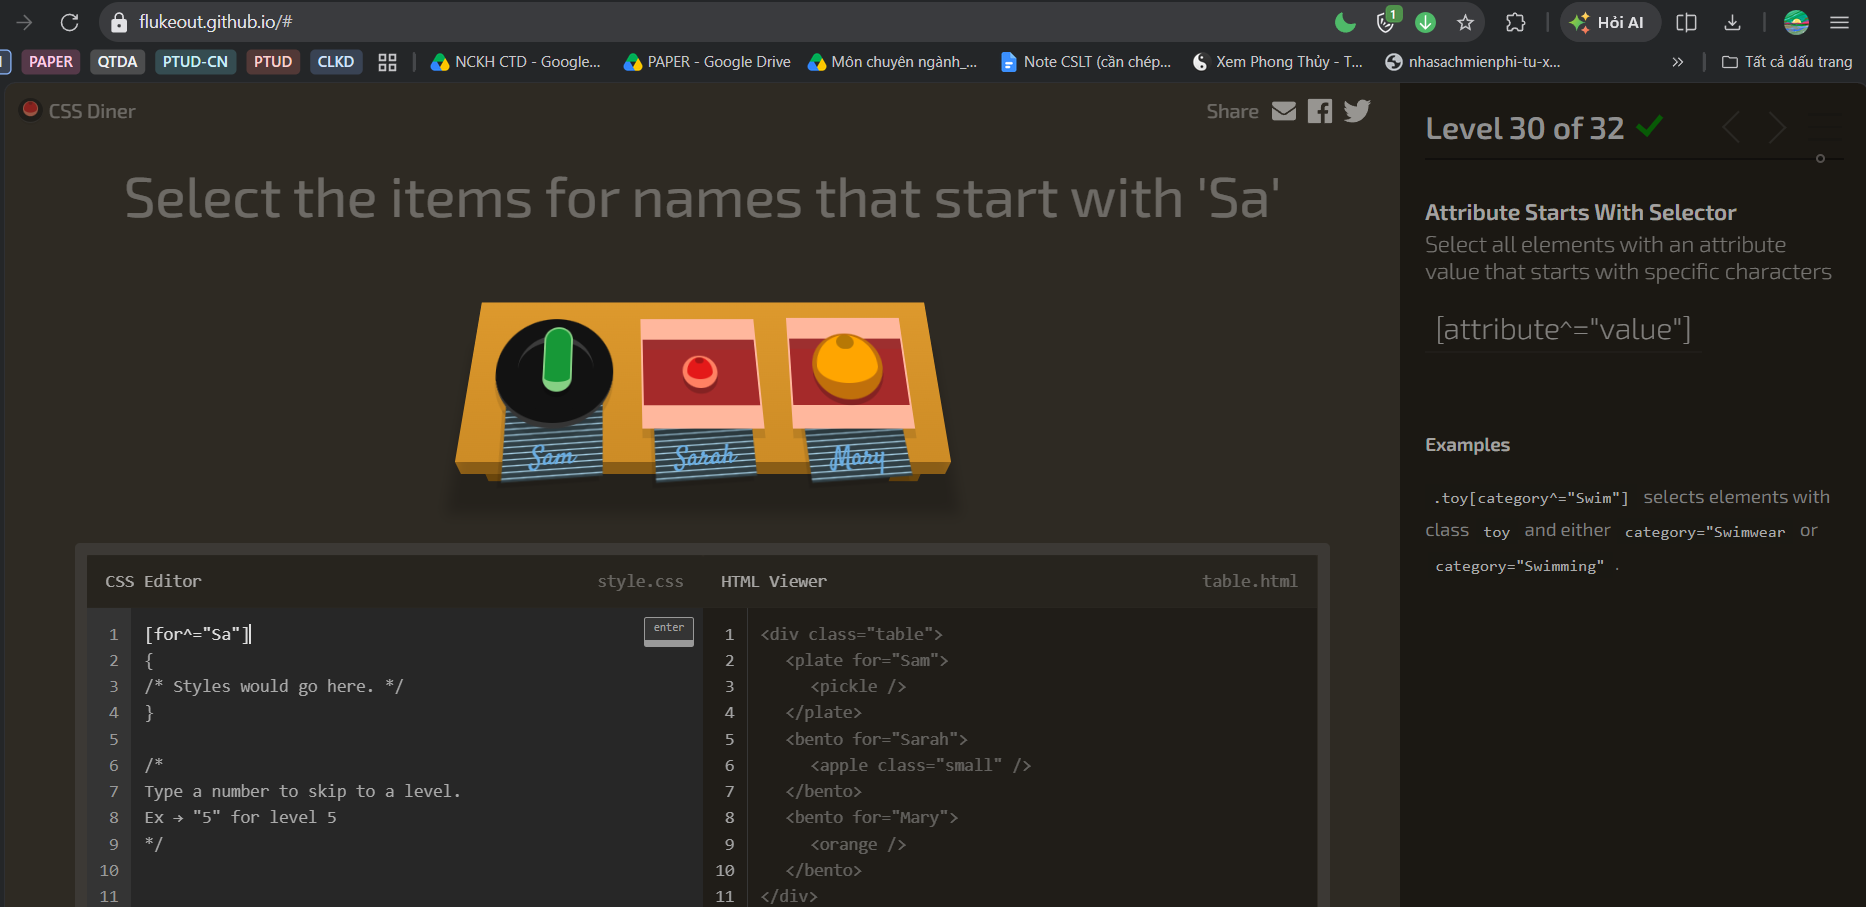 flukeout.github.io/#
1
Hỏi AI
PAPER
QTDA
PTUD-CN
PTUD
CLKD
NCKH CTD - Google...
PAPER - Google Drive
Môn chuyên ngành_...
Note CSLT (cần chép...
Xem Phong Thủy - T...
nhasachmienphi-tu-x...
»
Tất cả dấu trang
CSS Diner
Share
Select the items for names that start with 'Sa'
Sam
Sarah
Mary
CSS Editor
style.css
1 [for^="Sa"]
enter
2 {
3 /* Styles would go here. */
4 }
5
6 /*
7 Type a number to skip to a level.
8 Ex → "5" for level 5
9 */
10
11
HTML Viewer
table.html
1 <div class="table">
2 <plate for="Sam">
3 <pickle />
4 </plate>
5 <bento for="Sarah">
6 <apple class="small" />
7 </bento>
8 <bento for="Mary">
9 <orange />
10 </bento>
11 </div>
Level 30 of 32
Attribute Starts With Selector
Select all elements with an attribute
value that starts with specific characters
[attribute^="value"]
Examples
.toy[category^="Swim"] selects elements with
class toy and either category="Swimwear or
category="Swimming" .